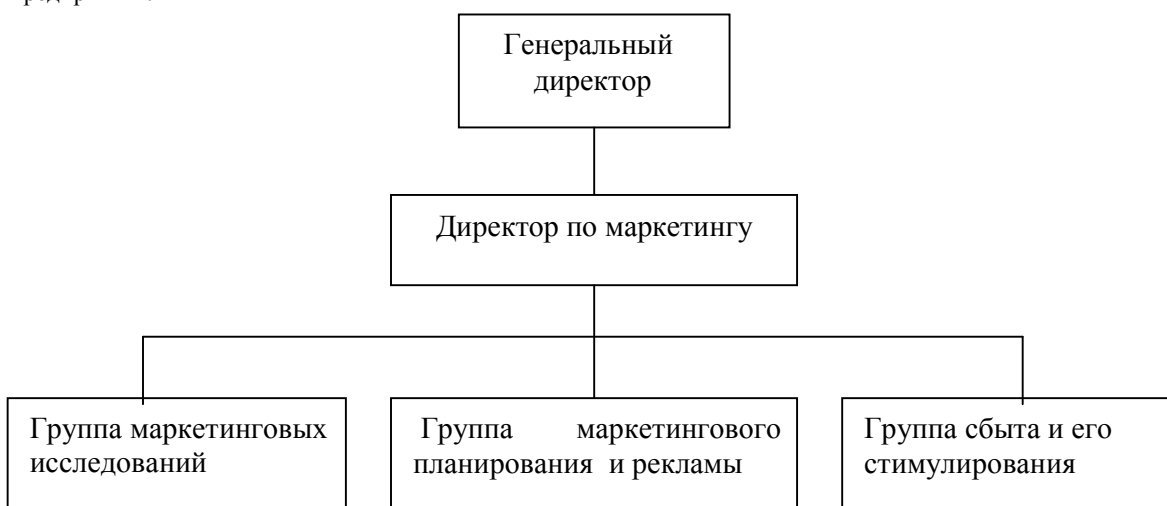 Генеральный
директор
Директор по маркетингу
Группа маркетинговых
исследований
Группа маркетингового
планирования и рекламы
Группа сбыта и его
стимулирования